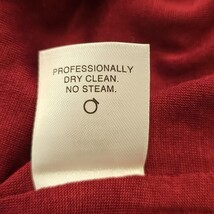 PROFESSIONALLY
DRY CLEAN.
NO STEAM.